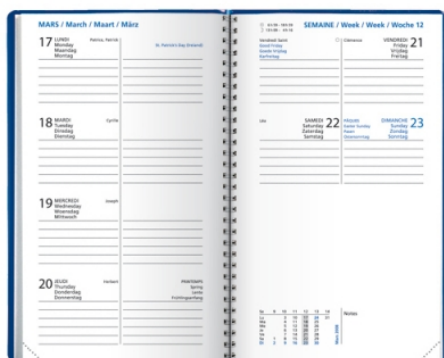 MARS / March / Maart / März
17 LUNDI
Monday
Maandag
Montag
Patrice, Patrick
St. Patrick's Day (Ireland)
18 MARDI
Tuesday
Dinsdag
Dienstag
Cyrille
19 MERCREDI
Wednesday
Woensdag
Mittwoch
Joseph
20 JEUDI
Thursday
Donderdag
Donnerstag
Herbert
PRINTEMPS
Spring
Lente
Frühlingsanfang
SEMAINE / Week / Week / Woche 12
Vendredi Saint
Good Friday
Goede Vrijdag
Karfreitag
Clémence
VENDREDI 21
Friday
Vrijdag
Freitag
Léa
SAMEDI 22
Saturday
Zaterdag
Samstag
PÂQUES
Easter Sunday
Pasen
Ostersonntag
DIMANCHE 23
Sunday
Zondag
Sonntag
Notes
Mars 2008